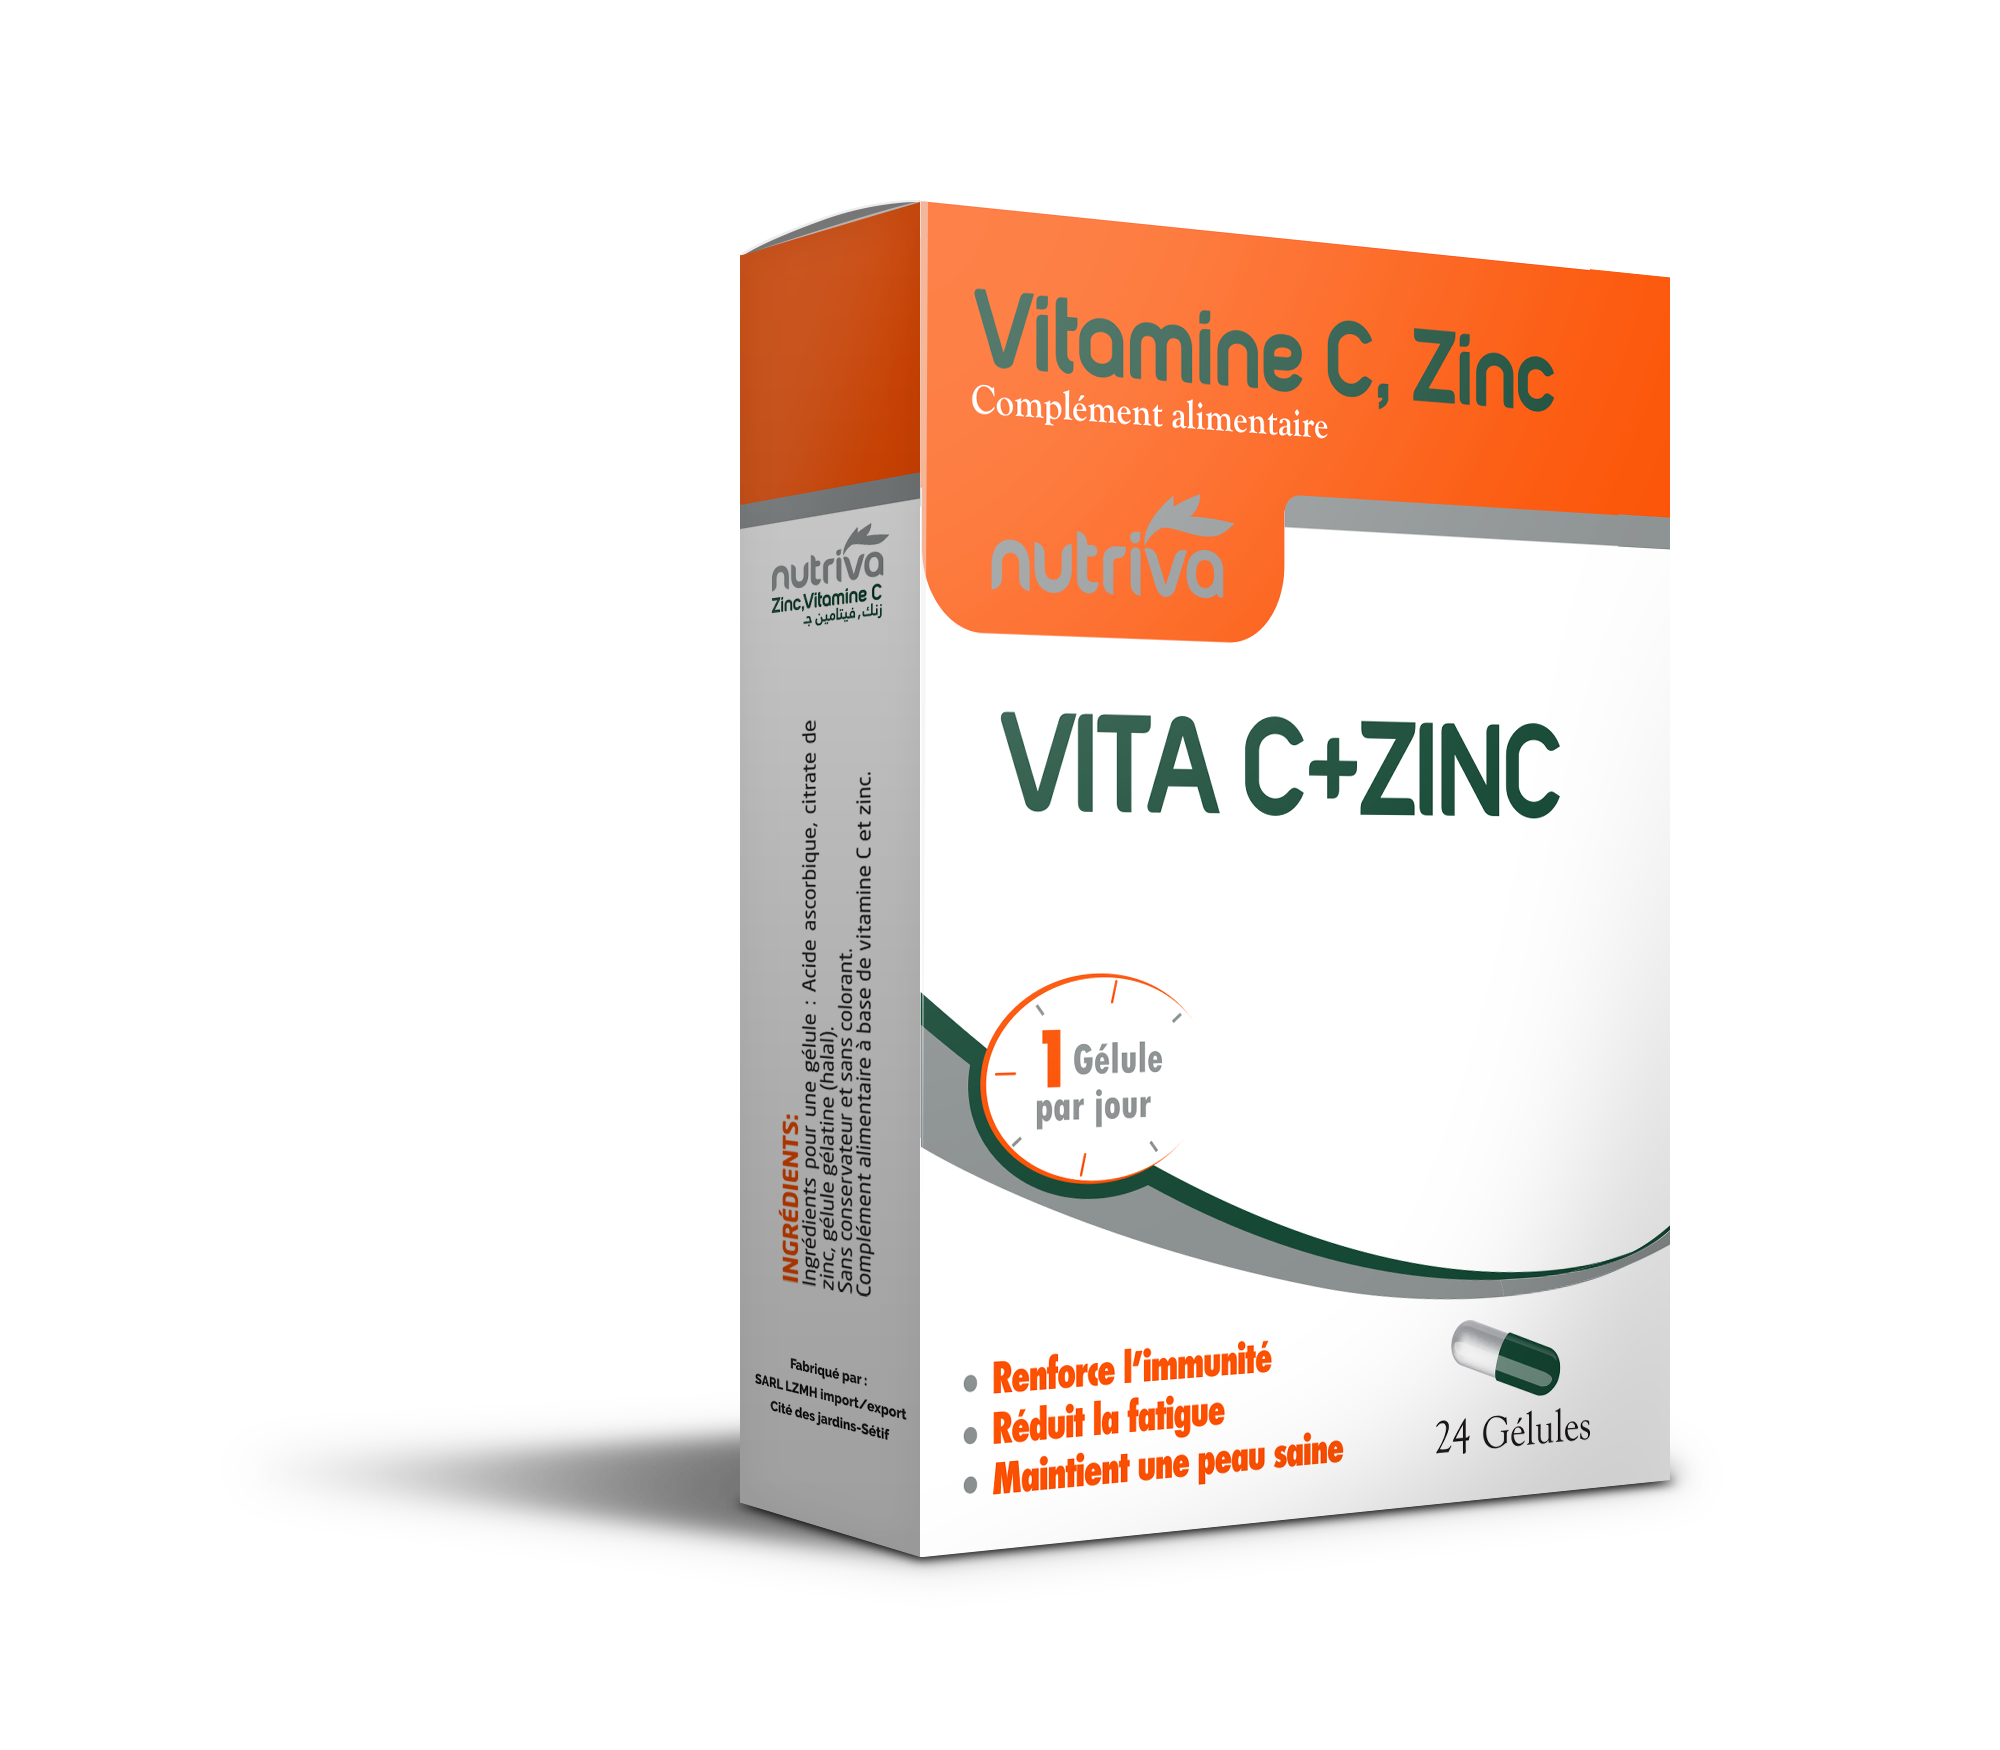 Vitamine C, Zinc
Complément alimentaire
nutriva
VITA C+ZINC
1 Gélule
par jour
Renforce l'immunité
Réduit la fatigue
Maintient une peau saine
24 Gélules
nutriva
Zinc,Vitamine C
زنك, فيتامين جـ
INGRÉDIENTS:
Ingrédients pour une gélule : Acide ascorbique, citrate de
zinc, gélule gélatine (halal).
Sans conservateur et sans colorant.
Complément alimentaire à base de vitamine C et zinc.
Fabriqué par :
SARL LZMH import/export
Cité des jardins-Sétif